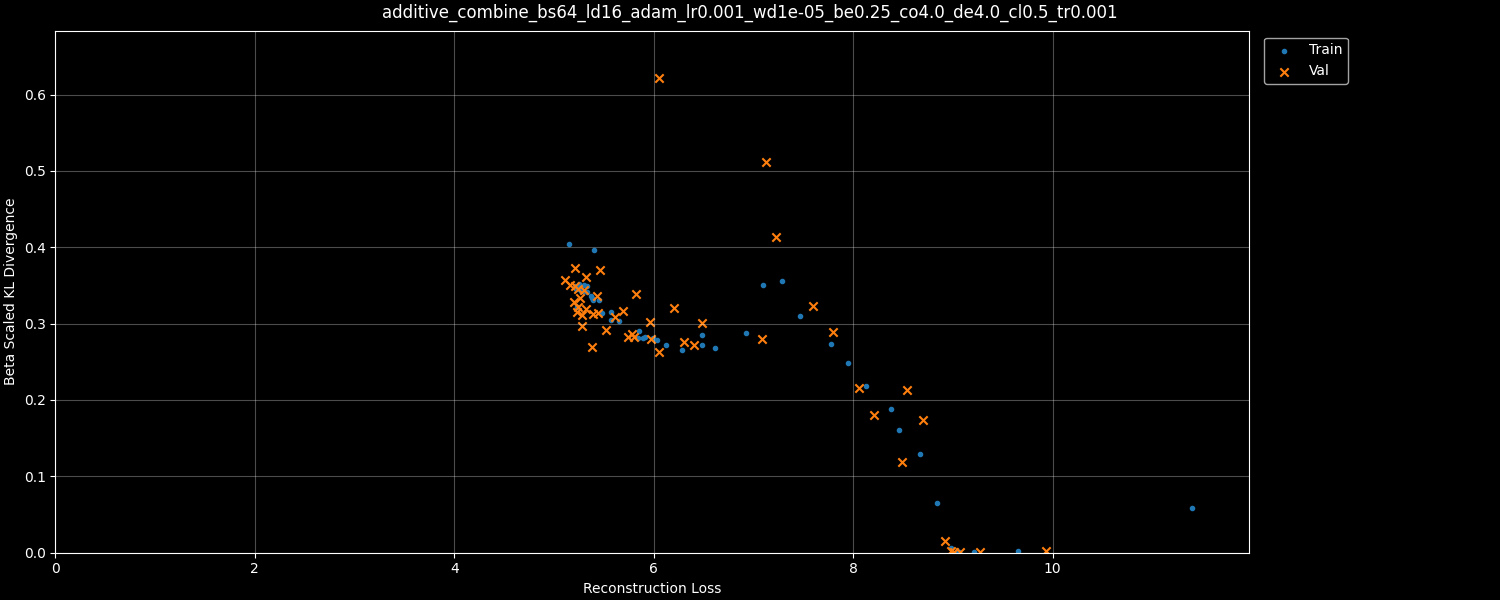 additive_combine_bs64_ld16_adam_lr0.001_wd1e-05_be0.25_co4.0_de4.0_cl0.5_tr0.001
Train
Val
Beta Scaled KL Divergence
0.6
0.5
0.4
0.3
0.2
0.1
0.0
0
2
4
6
8
10
Reconstruction Loss